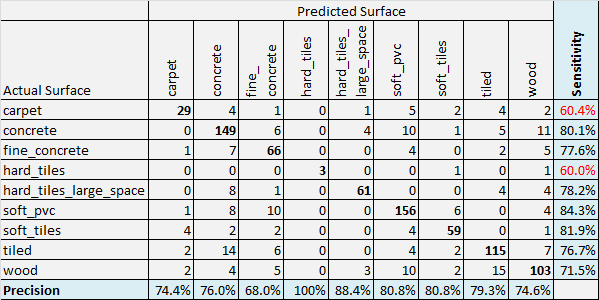 Predicted Surface
Actual Surface carpet concrete fine_ concrete hard_tiles hard_tiles_ large_space soft_pvc soft_tiles tiled wood Sensitivity
carpet 29 4 1 0 1 5 2 4 2 60.4%
concrete 0 149 6 0 4 10 1 5 11 80.1%
fine_concrete 1 7 66 0 0 4 0 2 5 77.6%
hard_tiles 0 0 0 3 0 0 1 0 1 60.0%
hard_tiles_large_space 0 8 1 0 61 0 0 4 4 78.2%
soft_pvc 1 8 10 0 0 156 6 0 4 84.3%
soft_tiles 4 2 2 0 0 4 59 0 1 81.9%
tiled 2 14 6 0 0 4 2 115 7 76.7%
wood 2 4 5 0 3 10 2 15 103 71.5%
Precision 74.4% 76.0% 68.0% 100% 88.4% 80.8% 80.8% 79.3% 74.6%